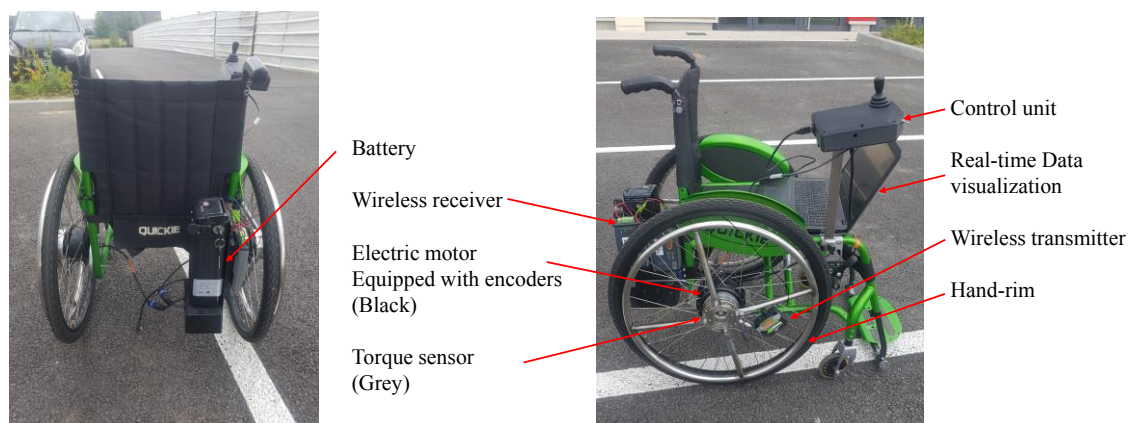 Battery
Wireless receiver
Electric motor
Equipped with encoders
(Black)
Torque sensor
(Grey)
Control unit
Real-time Data
visualization
Wireless transmitter
Hand-rim
QUICKIE
QUICKIE